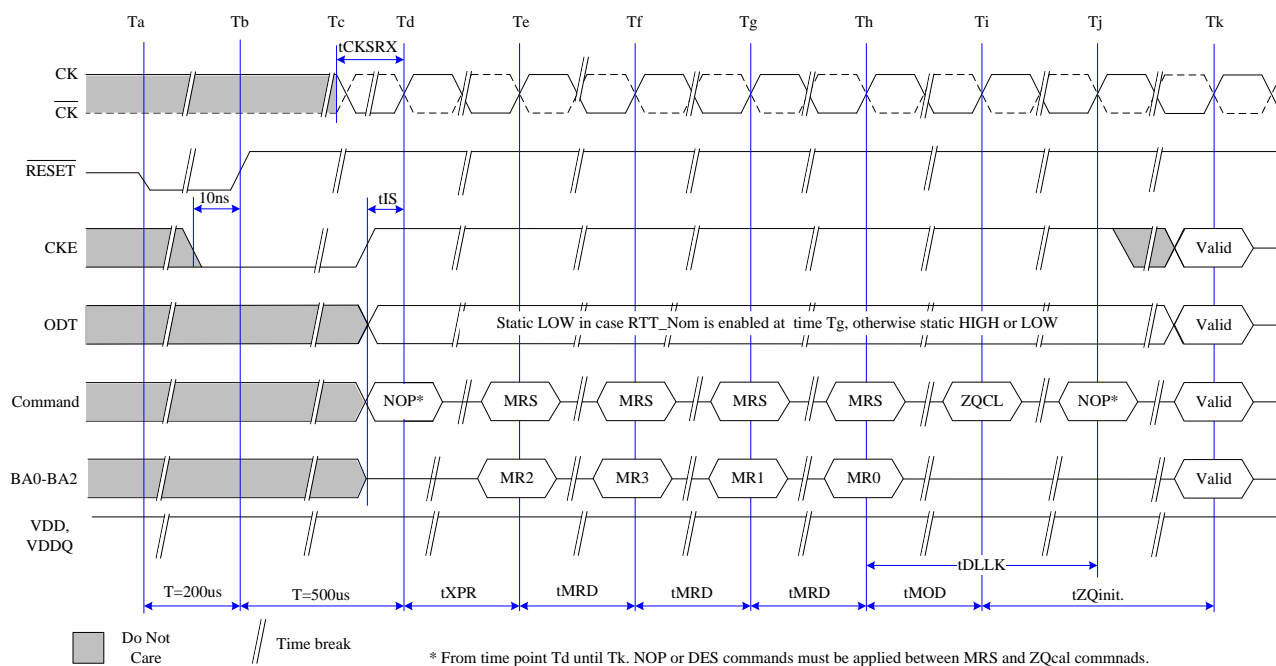 Ta Tb Tc Td Te Tf Tg Th Ti Tj Tk
tCKSRX
CK
CK
RESET
10ns
tIS
CKE
Valid
ODT
Static LOW in case RTT_Nom is enabled at time Tg, otherwise static HIGH or LOW
Valid
Command
NOP* MRS MRS MRS MRS ZQCL NOP* Valid
BA0-BA2
MR2 MR3 MR1 MR0 Valid
VDD,
VDDQ
tDLLK
T=200us T=500us tXPR tMRD tMRD tMRD tMOD tZQinit.
Do Not
Care
Time break
* From time point Td until Tk. NOP or DES commands must be applied between MRS and ZQcal commnads.